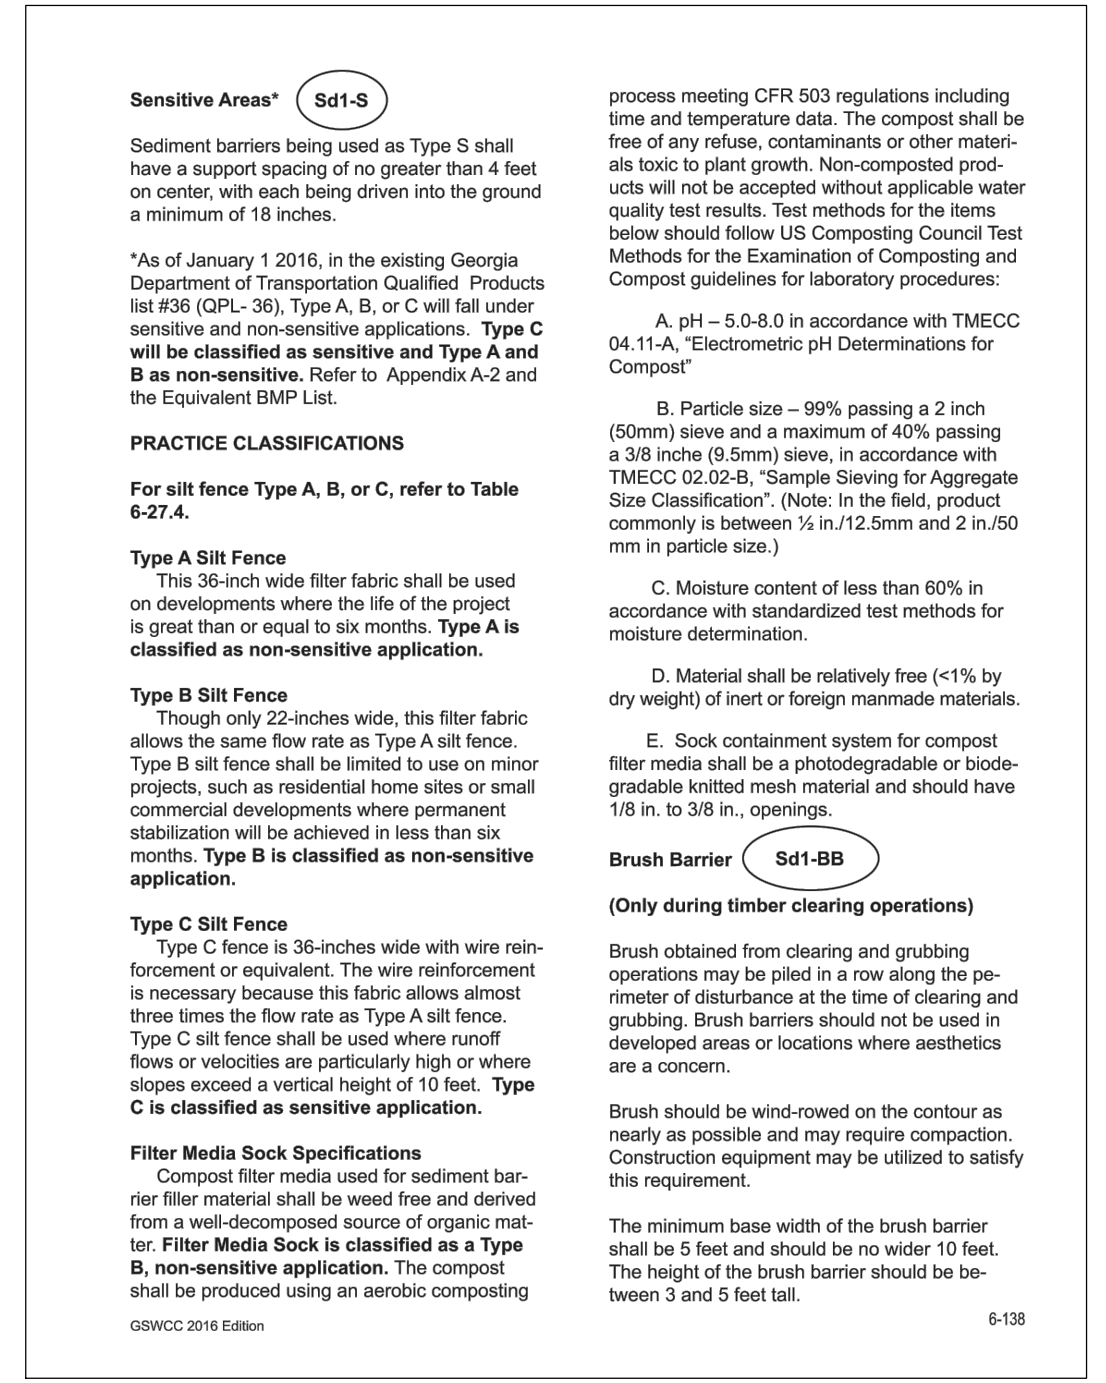 Sensitive Areas* Sd1-S
Sediment barriers being used as Type S shall
have a support spacing of no greater than 4 feet
on center, with each being driven into the ground
a minimum of 18 inches.
*As of January 1 2016, in the existing Georgia
Department of Transportation Qualified Products
list #36 (QPL- 36), Type A, B, or C will fall under
sensitive and non-sensitive applications. Type C
will be classified as sensitive and Type A and
B as non-sensitive. Refer to Appendix A-2 and
the Equivalent BMP List.
PRACTICE CLASSIFICATIONS
For silt fence Type A, B, or C, refer to Table
6-27.4.
Type A Silt Fence
This 36-inch wide filter fabric shall be used
on developments where the life of the project
is great than or equal to six months. Type A is
classified as non-sensitive application.
Type B Silt Fence
Though only 22-inches wide, this filter fabric
allows the same flow rate as Type A silt fence.
Type B silt fence shall be limited to use on minor
projects, such as residential home sites or small
commercial developments where permanent
stabilization will be achieved in less than six
months. Type B is classified as non-sensitive
application.
Type C Silt Fence
Type C fence is 36-inches wide with wire rein-
forcement or equivalent. The wire reinforcement
is necessary because this fabric allows almost
three times the flow rate as Type A silt fence.
Type C silt fence shall be used where runoff
flows or velocities are particularly high or where
slopes exceed a vertical height of 10 feet. Type
C is classified as sensitive application.
Filter Media Sock Specifications
Compost filter media used for sediment bar-
rier filler material shall be weed free and derived
from a well-decomposed source of organic mat-
ter. Filter Media Sock is classified as a Type
B, non-sensitive application. The compost
shall be produced using an aerobic composting
process meeting CFR 503 regulations including
time and temperature data. The compost shall be
free of any refuse, contaminants or other materi-
als toxic to plant growth. Non-composted prod-
ucts will not be accepted without applicable water
quality test results. Test methods for the items
below should follow US Composting Council Test
Methods for the Examination of Composting and
Compost guidelines for laboratory procedures:
A. pH – 5.0-8.0 in accordance with TMECC
04.11-A, “Electrometric pH Determinations for
Compost”
B. Particle size – 99% passing a 2 inch
(50mm) sieve and a maximum of 40% passing
a 3/8 inche (9.5mm) sieve, in accordance with
TMECC 02.02-B, “Sample Sieving for Aggregate
Size Classification”. (Note: In the field, product
commonly is between ½ in./12.5mm and 2 in./50
mm in particle size.)
C. Moisture content of less than 60% in
accordance with standardized test methods for
moisture determination.
D. Material shall be relatively free (<1% by
dry weight) of inert or foreign manmade materials.
E. Sock containment system for compost
filter media shall be a photodegradable or biode-
gradable knitted mesh material and should have
1/8 in. to 3/8 in., openings.
Brush Barrier Sd1-BB
(Only during timber clearing operations)
Brush obtained from clearing and grubbing
operations may be piled in a row along the pe-
rimeter of disturbance at the time of clearing and
grubbing. Brush barriers should not be used in
developed areas or locations where aesthetics
are a concern.
Brush should be wind-rowed on the contour as
nearly as possible and may require compaction.
Construction equipment may be utilized to satisfy
this requirement.
The minimum base width of the brush barrier
shall be 5 feet and should be no wider 10 feet.
The height of the brush barrier should be be-
tween 3 and 5 feet tall.
GSWCC 2016 Edition
6-138